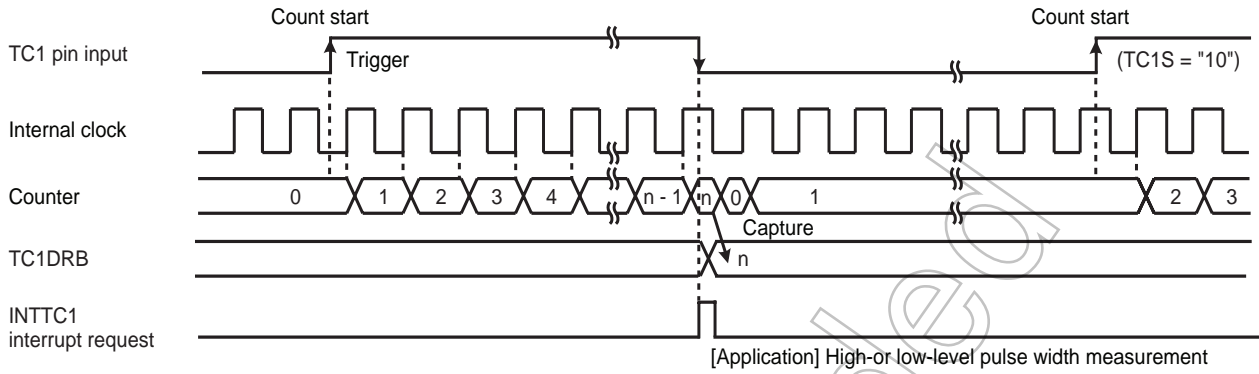 Count start
Count start
TC1 pin input
Trigger
(TC1S = "10")
Internal clock
Counter
0
1
2
3
4
n - 1
n
0
1
2
3
Capture
TC1DRB
n
INTTC1
interrupt request
[Application] High-or low-level pulse width measurement